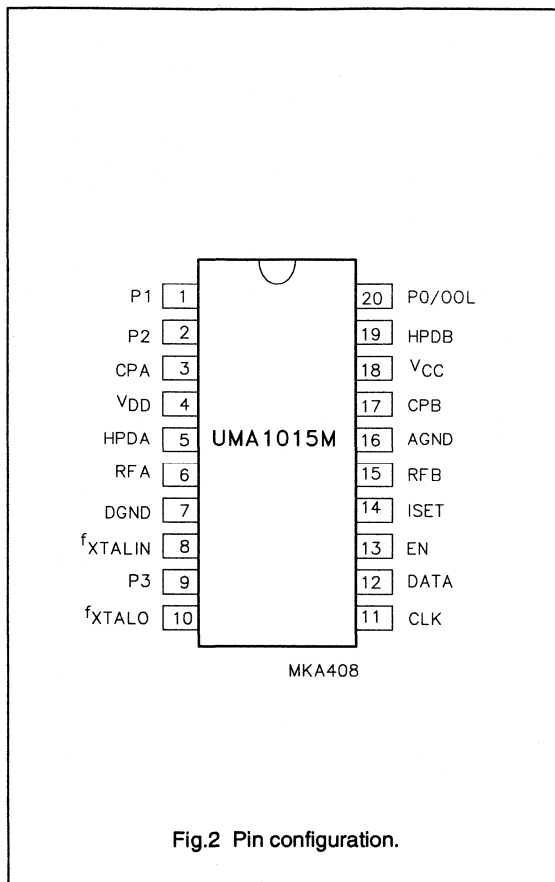 P1 1 20 P0/OOL
P2 2 19 HPDB
CPA 3 18 VCC
VDD 4 17 CPB
HPDA 5 UMA1015M 16 AGND
RFA 6 15 RFB
DGND 7 14 ISET
fXTALIN 8 13 EN
P3 9 12 DATA
fXTALO 10 11 CLK
MKA408
Fig.2 Pin configuration.